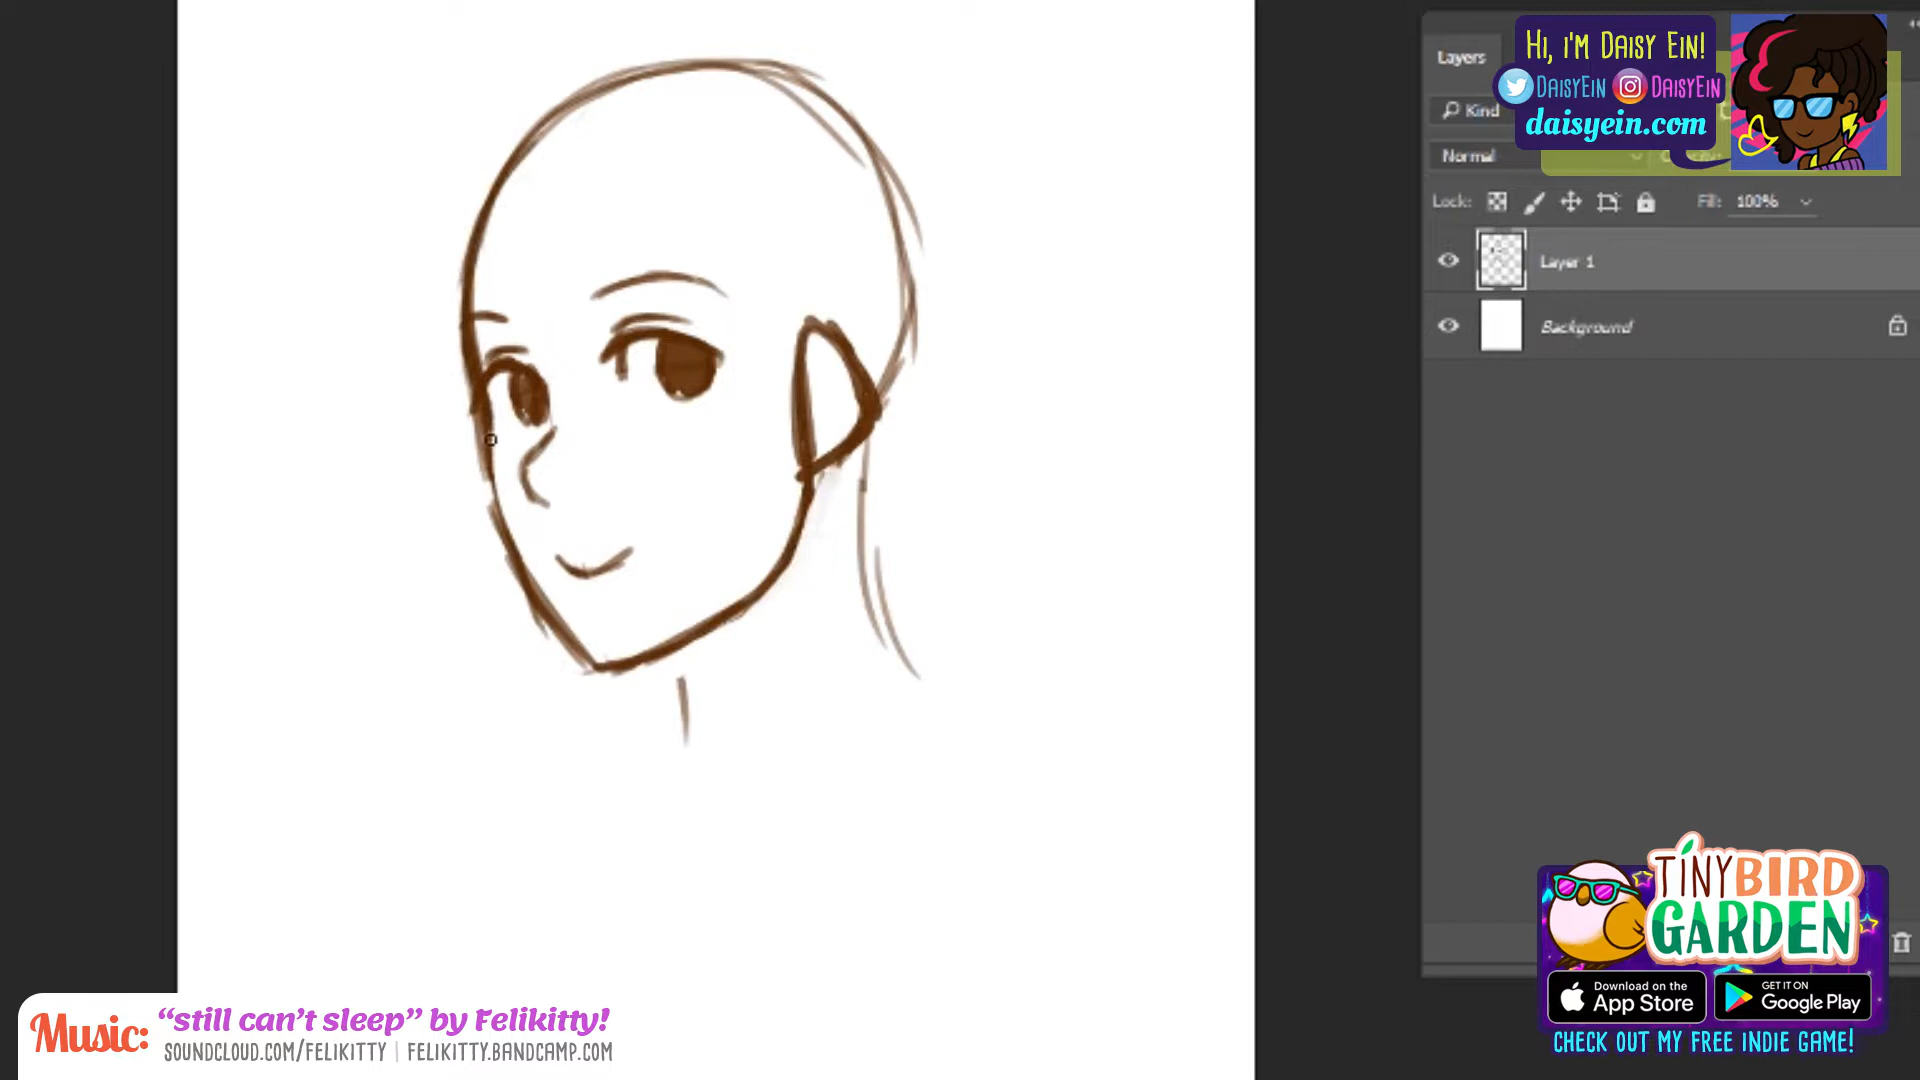 Layers
Hi, i'm Daisy Ein!
DaisyEin DaisyEin
daisyein.com
Kind
Normal
Lock: Fill: 100%
Layer 1
Background
TiNYBIRD
GARDEN
Download on the
App Store
GET IT ON
Google Play
CHECK OUT MY FREE INDIE GAME!
Music: “still can’t sleep” by Felikitty!
SOUNDCLOUD.COM/FELIKITTY | FELIKITTY.BANDCAMP.COM